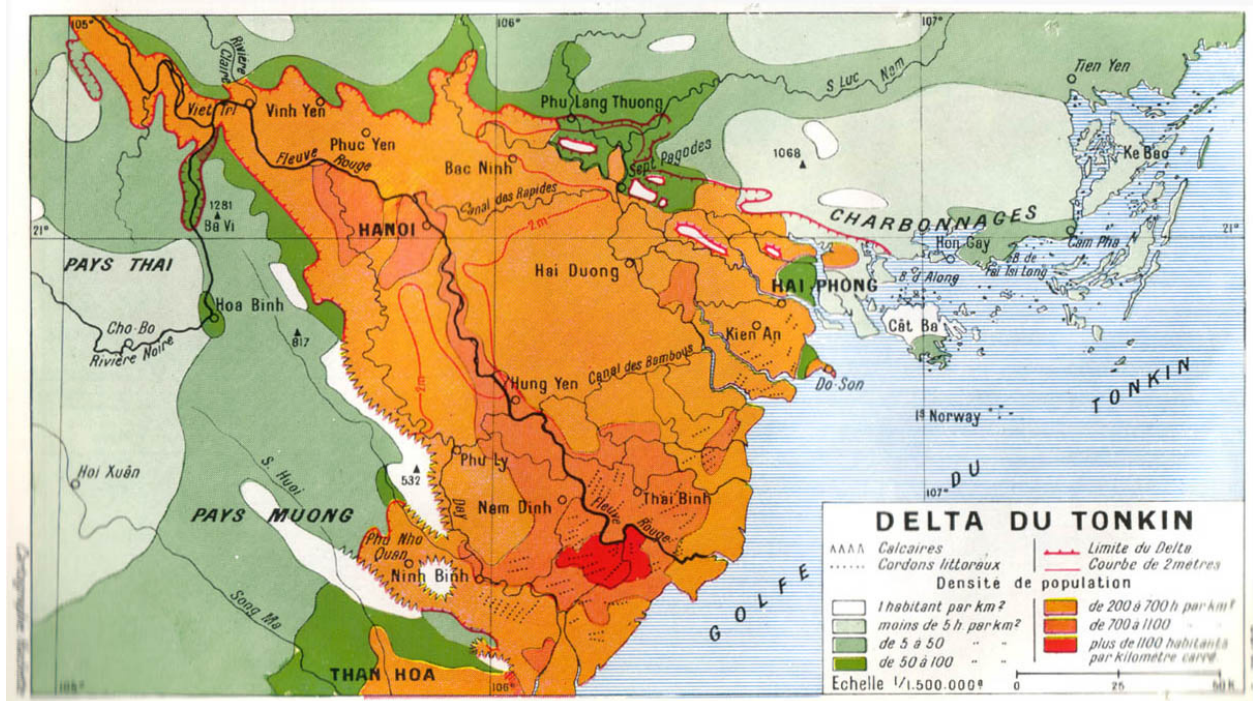 105°
106°
107°
Rivière
Claire
Viet Tri
Vinh Yen
Phu Lang Thuong
S. Luc Nam
Tien Yen
Phuc Yen
Fleuve
Rouge
Bac Ninh
Sept Pagodes
1068
Ke Bao
Canal des Rapides
2m
1281
Ba Vi
HANOI
CHARBONNAGES
21°
21°
Hon Gay
Cam Pha
B. de
Fai Tsi Long
PAYS THAI
Hai Duong
B. d'Along
HAI PHONG
Hoa Binh
Cho-Bo
Rivière Noire
817
Cât Ba
Kien An
Canal des Bambous
2m
Hung Yen
Do-Son
Is Norway
TONKIN
DU
GOLFE
Phu Ly
532
Hoi Xuân
S. Huoi
PAYS MUONG
Day
Nam Dinh
Thai Binh
Fleuve
Rouge
107°
Phu Nho
Quan
Ninh Binh
Song Ma
THAN HOA
106°
DELTA DU TONKIN
Calcaires
Limite du Delta
Cordons littoraux
Courbe de 2 mètres
Densité de population
1 habitant par km²
de 200 à 700 h par km²
moins de 5 h. par km²
de 700 à 1100 " "
de 5 à 50 " "
plus de 1100 habitants
par kilomètre carré
de 50 à 100 " "
Echelle 1/1.500.000e
0 25 50 K